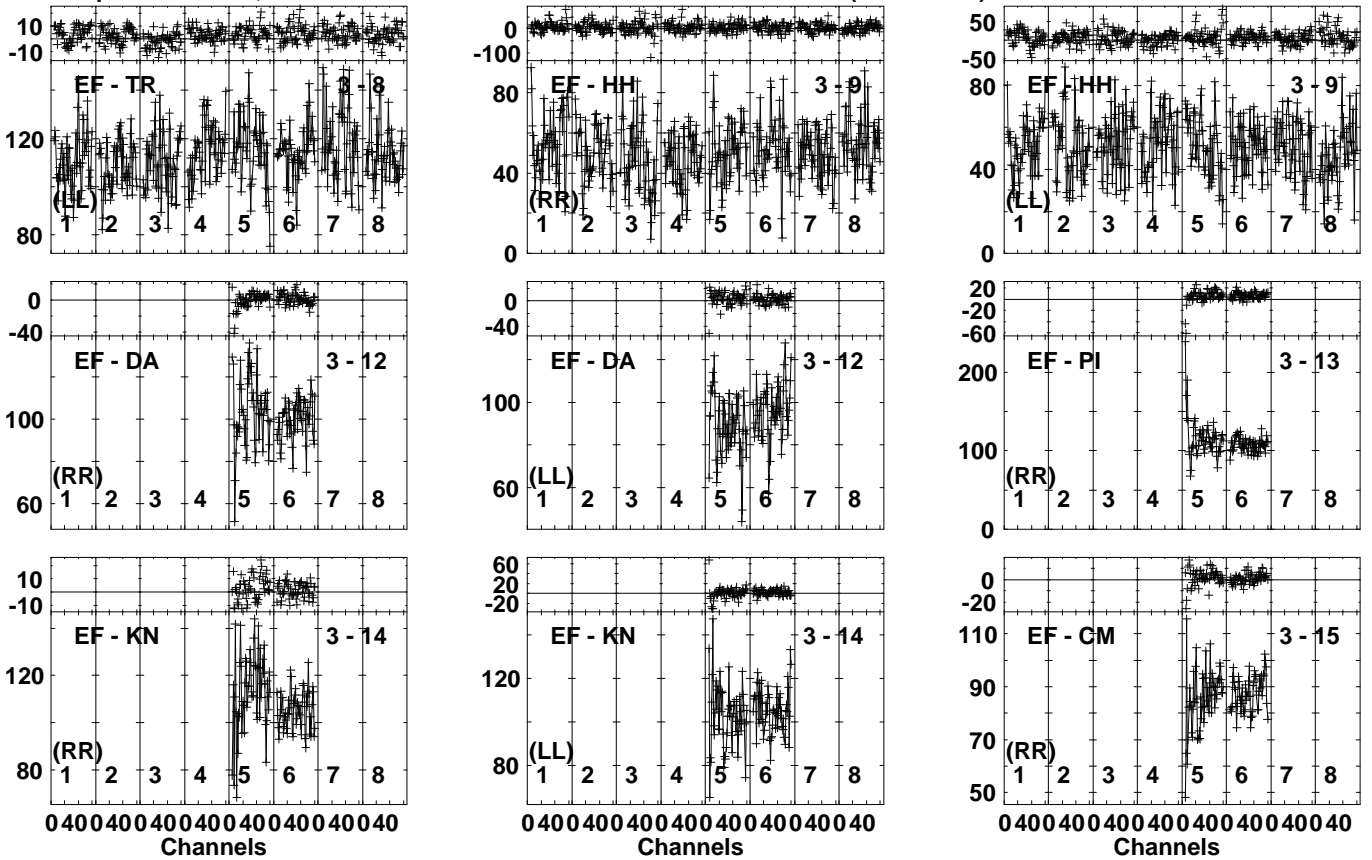 10
-10
EF - TR 3 - 8
120
(LL)
1 2 3 4 5 6 7 8
80
0
-100
EF - HH 3 - 9
80
40
(RR)
1 2 3 4 5 6 7 8
0
50
-50
EF - HH 3 - 9
80
40
(LL)
1 2 3 4 5 6 7 8
0
0
-40
EF - DA 3 - 12
100
(RR)
60
1 2 3 4 5 6 7 8
0
-40
EF - DA 3 - 12
100
60
(LL)
1 2 3 4 5 6 7 8
20
-20
-60
EF - PI 3 - 13
200
100
(RR)
1 2 3 4 5 6 7 8
0
10
-10
EF - KN 3 - 14
120
(RR)
80
1 2 3 4 5 6 7 8
0 40 0 40 0 40 0 40 0 40 0 40 0 40 0 40
Channels
60
20
-20
EF - KN 3 - 14
120
(LL)
80
1 2 3 4 5 6 7 8
0 40 0 40 0 40 0 40 0 40 0 40 0 40 0 40
Channels
0
-20
EF - CM 3 - 15
110
90
70
(RR)
1 2 3 4 5 6 7 8
50
0 40 0 40 0 40 0 40 0 40 0 40 0 40 0 40
Channels